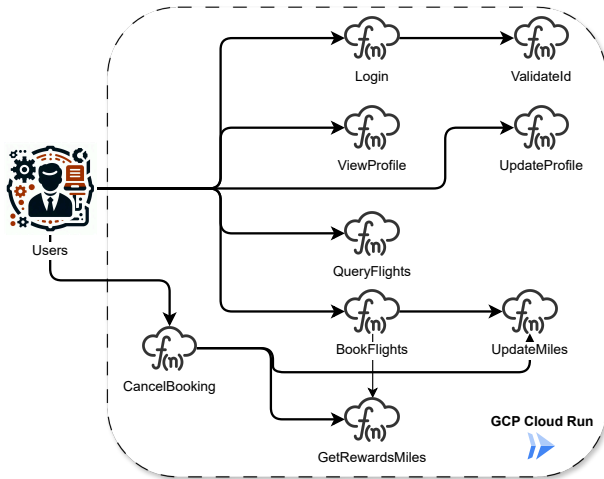 f(n)
f(n)
Login
ValidateId
f(n)
f(n)
ViewProfile
UpdateProfile
Users
f(n)
QueryFlights
f(n)
f(n)
f(n)
BookFlights
UpdateMiles
CancelBooking
f(n)
GetRewardsMiles
GCP Cloud Run